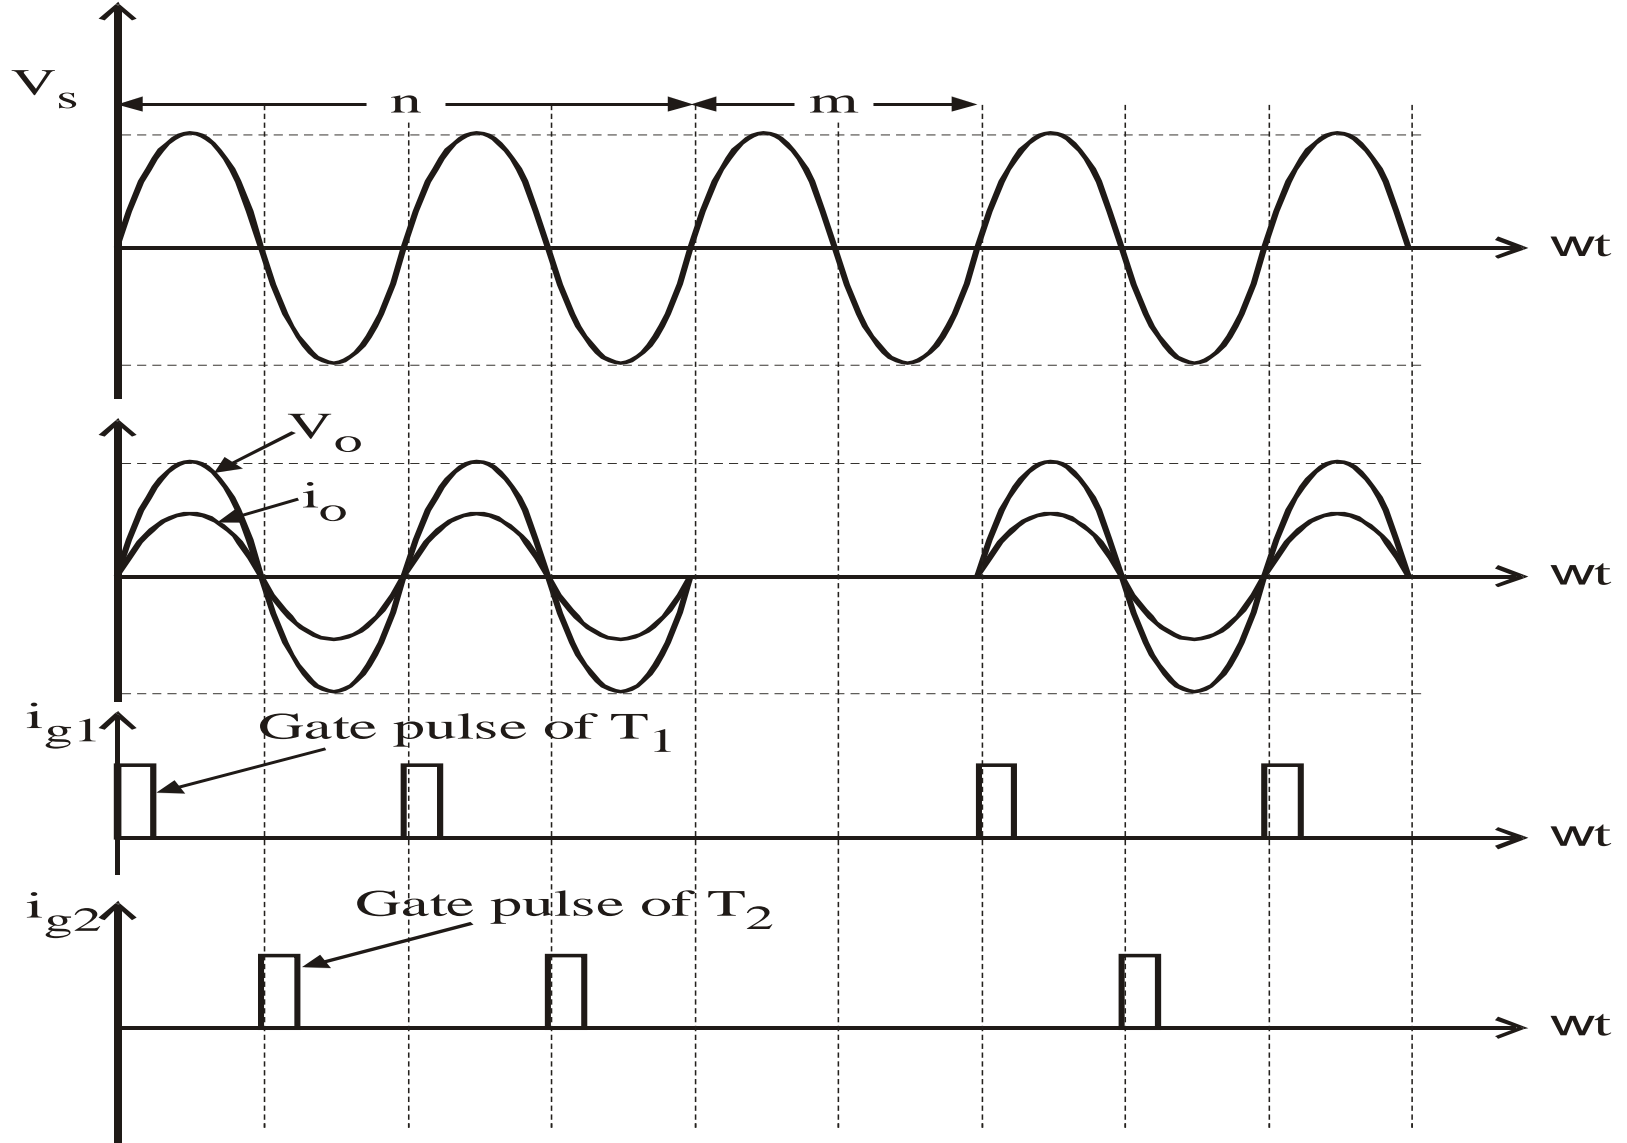 Vs
n
m
wt
Vo
io
wt
ig1
Gate pulse of T1
wt
ig2
Gate pulse of T2
wt